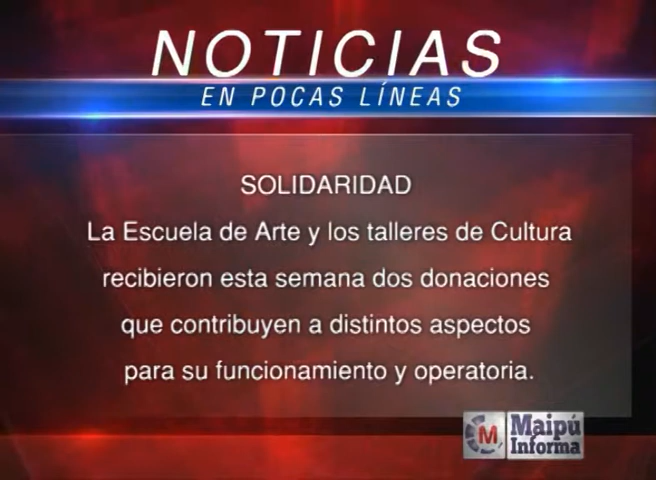 NOTICIAS
EN POCAS LÍNEAS
SOLIDARIDAD
La Escuela de Arte y los talleres de Cultura
recibieron esta semana dos donaciones
que contribuyen a distintos aspectos
para su funcionamiento y operatoria.
M Maipú
Informa